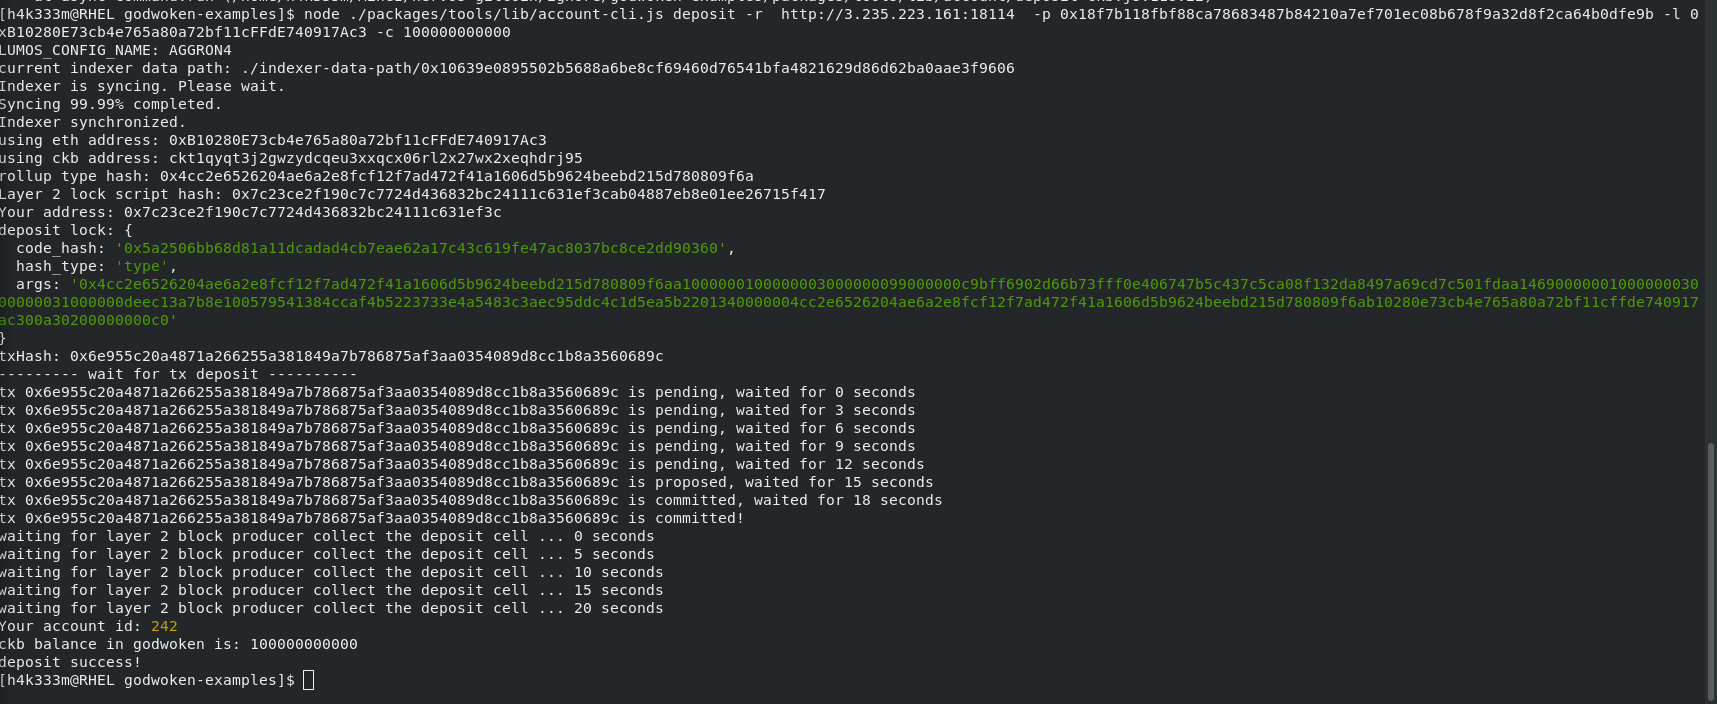 [h4k333m@RHEL godwoken-examples]$ node ./packages/tools/lib/account-cli.js deposit -r  http://3.235.223.161:18114  -p 0x18f7b118fbf88ca78683487b84210a7ef701ec08b678f9a32d8f2ca64b0dfe9b -l 0
xB10280E73cb4e765a80a72bf11cFFdE740917Ac3 -c 100000000000
LUMOS_CONFIG_NAME: AGGRON4
current indexer data path: ./indexer-data-path/0x10639e0895502b5688a6be8cf69460d76541bfa4821629d86d62ba0aae3f9606
Indexer is syncing. Please wait.
Syncing 99.99% completed.
Indexer synchronized.
using eth address: 0xB10280E73cb4e765a80a72bf11cFFdE740917Ac3
using ckb address: ckt1qyqt3j2gwzydcqeu3xxqcx06rl2x27wx2xeqhdrj95
rollup type hash: 0x4cc2e6526204ae6a2e8fcf12f7ad472f41a1606d5b9624beebd215d780809f6a
Layer 2 lock script hash: 0x7c23ce2f190c7c7724d436832bc24111c631ef3cab04887eb8e01ee26715f417
Your address: 0x7c23ce2f190c7c7724d436832bc24111c631ef3c
deposit lock: {
  code_hash: '0x5a2506bb68d81a11dcadad4cb7eae62a17c43c619fe47ac8037bc8ce2dd90360',
  hash_type: 'type',
  args: '0x4cc2e6526204ae6a2e8fcf12f7ad472f41a1606d5b9624beebd215d780809f6aa10000001000000030000000099000000c9bff6902d66b73fff0e406747b5c437c5ca08f132da8497a69cd7c501fdaa14690000001000000030
00000031000000deec13a7b8e100579541384ccaf4b5223733e4a5483c3aec95ddc4c1d5ea5b2201340000004cc2e6526204ae6a2e8fcf12f7ad472f41a1606d5b9624beebd215d780809f6ab10280e73cb4e765a80a72bf11cffde740917
ac300a30200000000c0'
}
txHash: 0x6e955c20a4871a266255a381849a7b786875af3aa0354089d8cc1b8a3560689c
--------- wait for tx deposit ----------
tx 0x6e955c20a4871a266255a381849a7b786875af3aa0354089d8cc1b8a3560689c is pending, waited for 0 seconds
tx 0x6e955c20a4871a266255a381849a7b786875af3aa0354089d8cc1b8a3560689c is pending, waited for 3 seconds
tx 0x6e955c20a4871a266255a381849a7b786875af3aa0354089d8cc1b8a3560689c is pending, waited for 6 seconds
tx 0x6e955c20a4871a266255a381849a7b786875af3aa0354089d8cc1b8a3560689c is pending, waited for 9 seconds
tx 0x6e955c20a4871a266255a381849a7b786875af3aa0354089d8cc1b8a3560689c is pending, waited for 12 seconds
tx 0x6e955c20a4871a266255a381849a7b786875af3aa0354089d8cc1b8a3560689c is proposed, waited for 15 seconds
tx 0x6e955c20a4871a266255a381849a7b786875af3aa0354089d8cc1b8a3560689c is committed, waited for 18 seconds
tx 0x6e955c20a4871a266255a381849a7b786875af3aa0354089d8cc1b8a3560689c is committed!
waiting for layer 2 block producer collect the deposit cell ... 0 seconds
waiting for layer 2 block producer collect the deposit cell ... 5 seconds
waiting for layer 2 block producer collect the deposit cell ... 10 seconds
waiting for layer 2 block producer collect the deposit cell ... 15 seconds
waiting for layer 2 block producer collect the deposit cell ... 20 seconds
Your account id: 242
ckb balance in godwoken is: 100000000000
deposit success!
[h4k333m@RHEL godwoken-examples]$